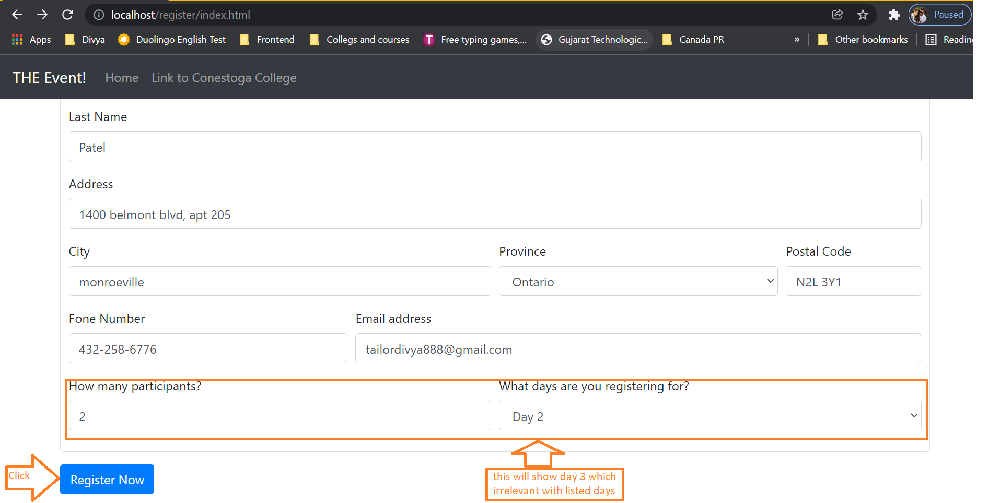 localhost/register/index.html Paused
Apps Divya Duolingo English Test Frontend Collegs and courses T Free typing games,... Gujarat Technologic... Canada PR » Other bookmarks Reading
THE Event! Home Link to Conestoga College
Last Name
Patel
Address
1400 belmont blvd, apt 205
City Province Postal Code
monroeville Ontario N2L 3Y1
Fone Number Email address
432-258-6776 tailordivya888@gmail.com
How many participants? What days are you registering for?
2 Day 2
Click
Register Now
this will show day 3 which
irrelevant with listed days